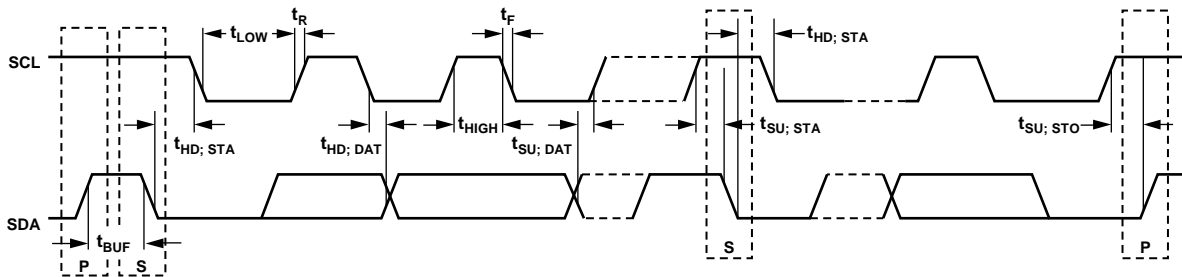 tR
tF
tLOW
tHD; STA
SCL
tHD; STA
tHD; DAT
tHIGH
tSU; DAT
tSU; STA
tSU; STO
SDA
tBUF
P
S
S
P